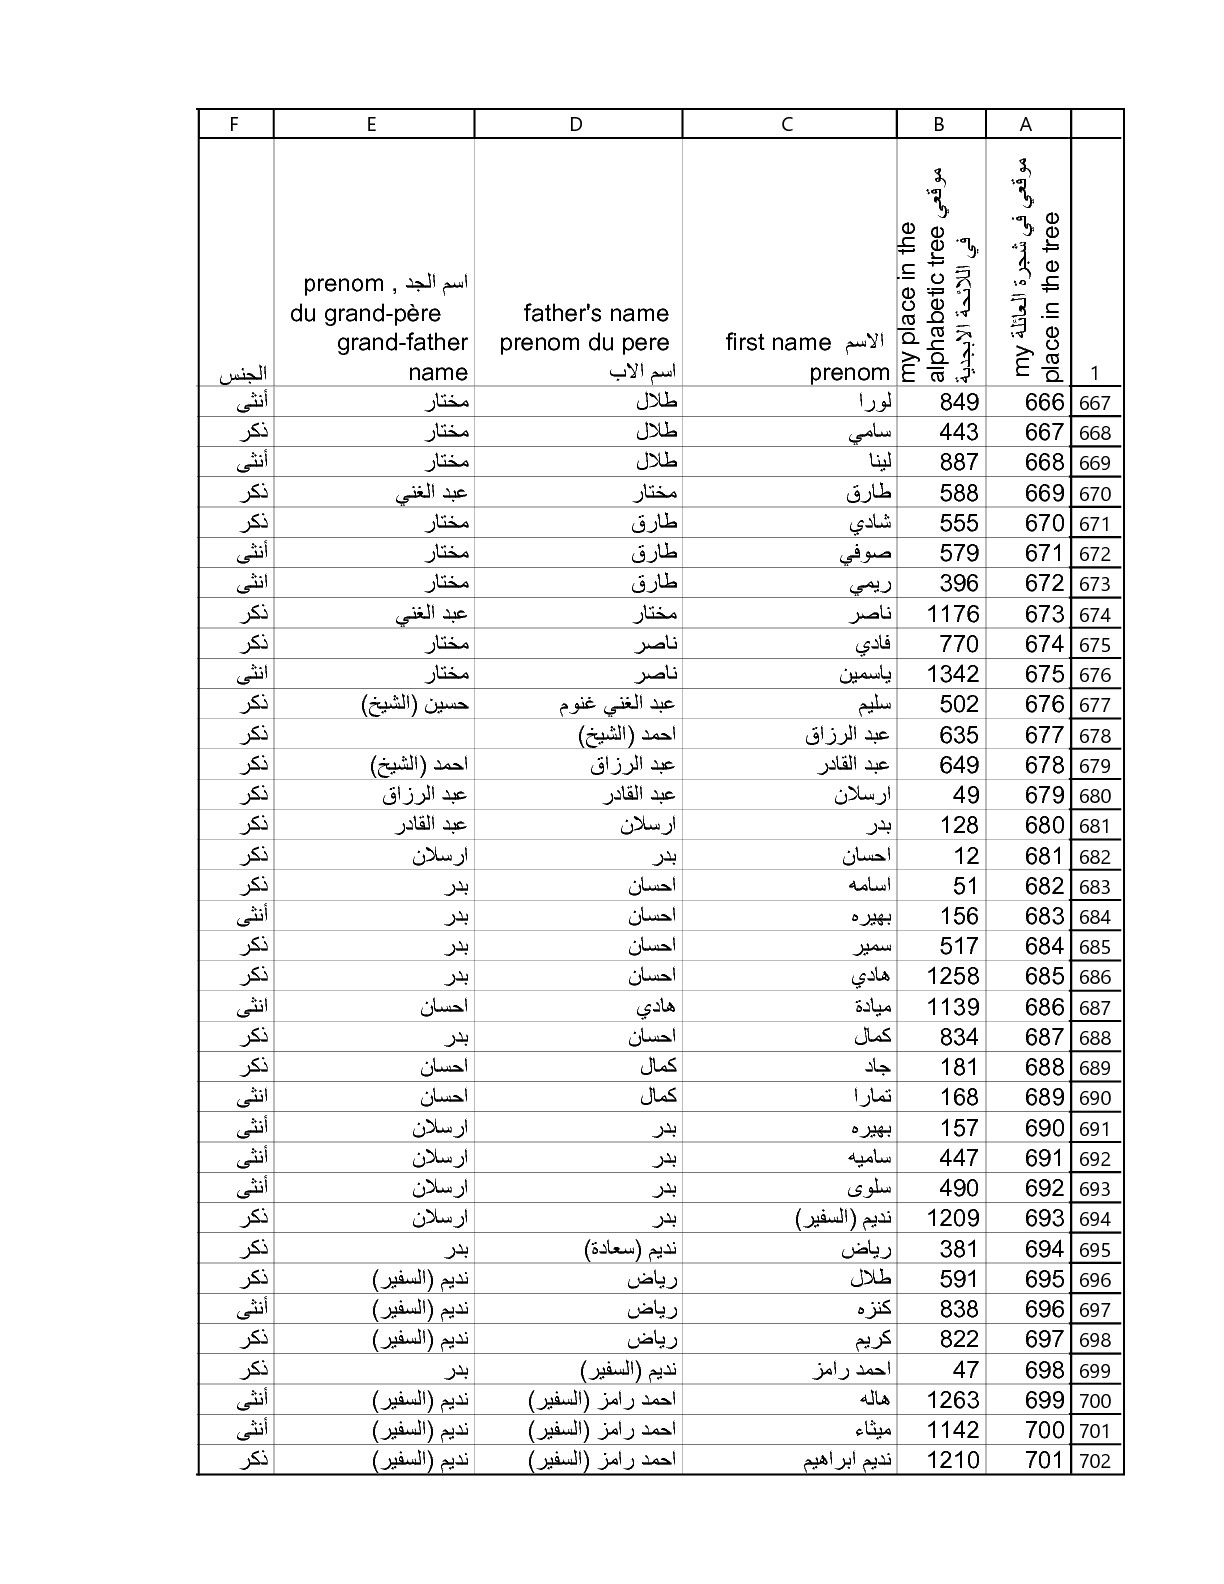 A B C D E F
1
موقعي في شجرة العائلة my
place in the tree
my place in the
alphabetic tree موقعي
في اللائحة الابجدية
first name الاسم
prenom
father's name
prenom du pere
اسم الاب
prenom , اسم الجد
du grand-père
grand-father
name
الجنس
667 666 849 لورا طلال مختار أنثى
668 667 443 سامي طلال مختار ذكر
669 668 887 لينا طلال مختار أنثى
670 669 588 طارق مختار عبد الغني ذكر
671 670 555 شادي طارق مختار ذكر
672 671 579 صوفي طارق مختار أنثى
673 672 396 ريمي طارق مختار انثى
674 673 1176 ناصر مختار عبد الغني ذكر
675 674 770 فادي ناصر مختار ذكر
676 675 1342 ياسمين ناصر مختار انثى
677 676 502 سليم عبد الغني غنوم حسين (الشيخ) ذكر
678 677 635 عبد الرزاق احمد (الشيخ) ذكر
679 678 649 عبد القادر عبد الرزاق احمد (الشيخ) ذكر
680 679 49 ارسلان عبد القادر عبد الرزاق ذكر
681 680 128 بدر ارسلان عبد القادر ذكر
682 681 12 احسان بدر ارسلان ذكر
683 682 51 اسامه احسان بدر ذكر
684 683 156 بهيره احسان بدر أنثى
685 684 517 سمير احسان بدر ذكر
686 685 1258 هادي احسان بدر ذكر
687 686 1139 ميادة هادي احسان انثى
688 687 834 كمال احسان بدر ذكر
689 688 181 جاد كمال احسان ذكر
690 689 168 تمارا كمال احسان انثى
691 690 157 بهيره بدر ارسلان أنثى
692 691 447 ساميه بدر ارسلان أنثى
693 692 490 سلوى بدر ارسلان أنثى
694 693 1209 نديم (السفير) بدر ارسلان ذكر
695 694 381 رياض نديم (سعادة) بدر ذكر
696 695 591 طلال رياض نديم (السفير) ذكر
697 696 838 كنزه رياض نديم (السفير) أنثى
698 697 822 كريم رياض نديم (السفير) ذكر
699 698 47 احمد رامز نديم (السفير) بدر ذكر
700 699 1263 هاله احمد رامز (السفير) نديم (السفير) أنثى
701 700 1142 ميثاء احمد رامز (السفير) نديم (السفير) أنثى
702 701 1210 نديم ابراهيم احمد رامز (السفير) نديم (السفير) ذكر